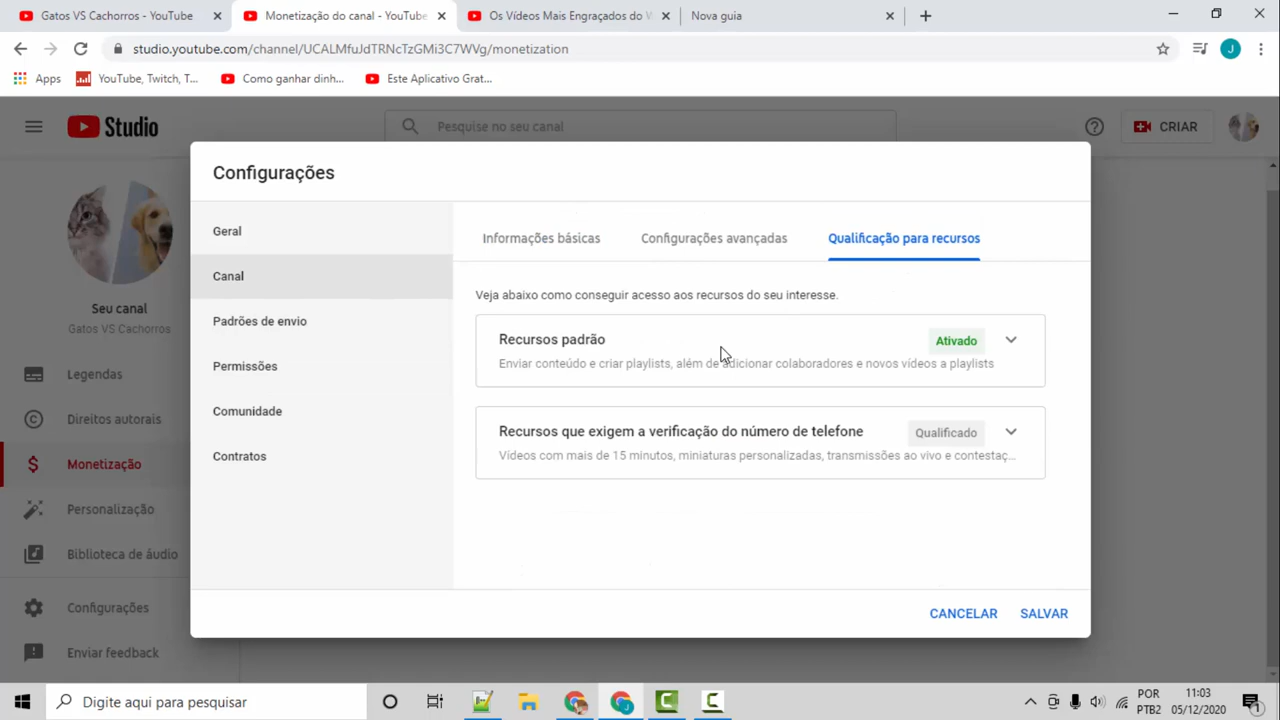 Gatos VS Cachorros - YouTube
Monetização do canal - YouTube
Os Vídeos Mais Engraçados do
Nova guia
studio.youtube.com/channel/UCALMfuJdTRNcTzGMi3C7WVg/monetization
J
Apps
YouTube, Twitch, T...
Como ganhar dinh...
Este Aplicativo Grat...
Studio
Pesquise no seu canal
CRIAR
Configurações
Seu canal
Gatos VS Cachorros
Legendas
Direitos autorais
Monetização
Personalização
Biblioteca de áudio
Configurações
Enviar feedback
Geral
Canal
Padrões de envio
Permissões
Comunidade
Contratos
Informações básicas
Configurações avançadas
Qualificação para recursos
Veja abaixo como conseguir acesso aos recursos do seu interesse.
Recursos padrão
Ativado
Enviar conteúdo e criar playlists, além de adicionar colaboradores e novos vídeos a playlists
Recursos que exigem a verificação do número de telefone
Qualificado
Vídeos com mais de 15 minutos, miniaturas personalizadas, transmissões ao vivo e contestaç...
CANCELAR
SALVAR
Digite aqui para pesquisar
POR
PTB2
11:03
05/12/2020
1